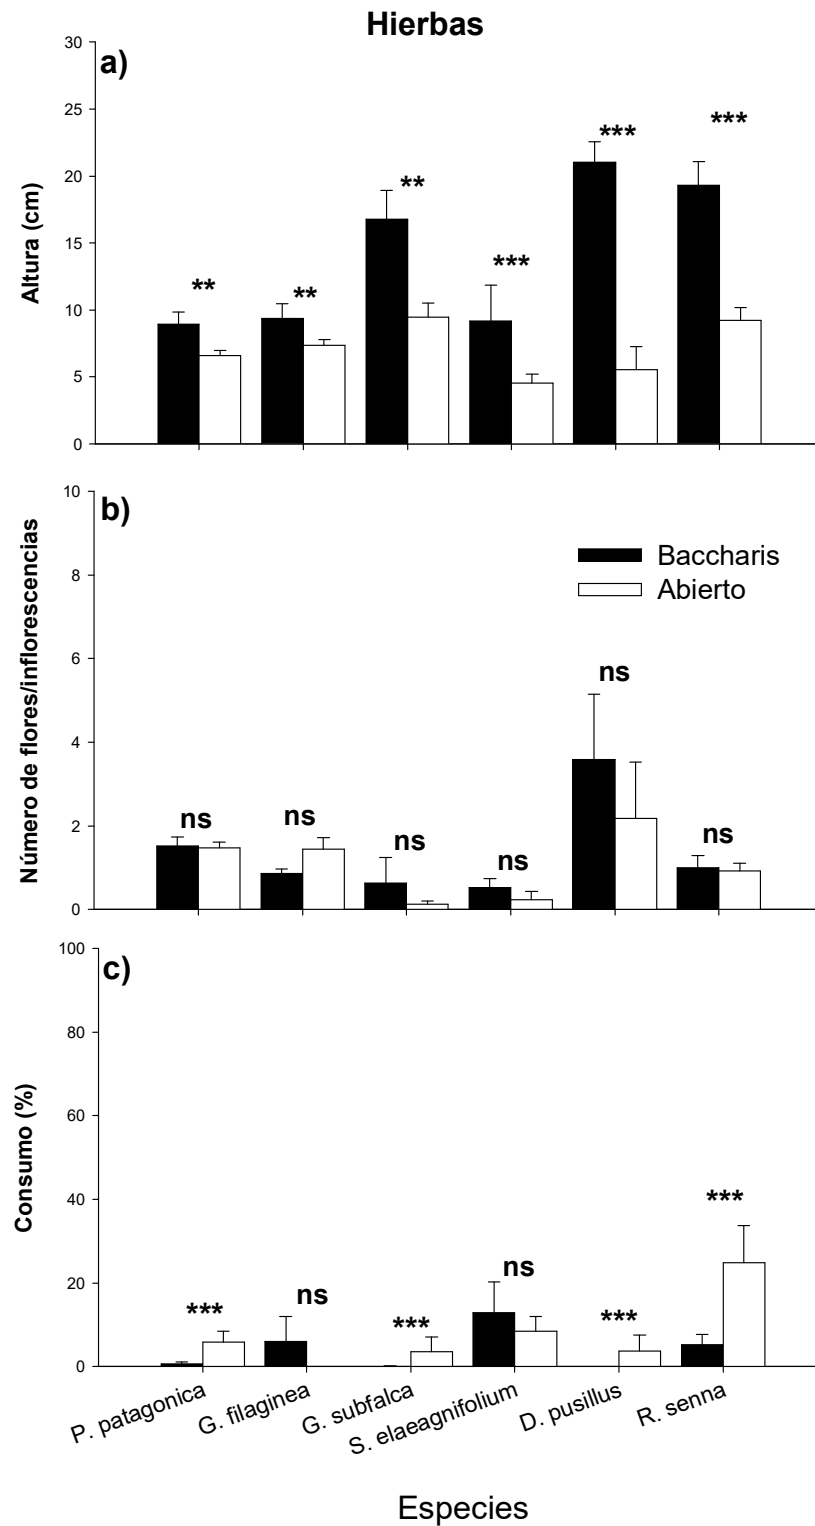 Hierbas
a)
30
25
20
15
10
5
0
Altura (cm)
**
**
**
***
***
***
b)
10
8
6
4
2
0
Número de flores/inflorescencias
Baccharis
Abierto
ns
ns
ns
ns
ns
ns
c)
100
80
60
40
20
0
Consumo (%)
***
ns
***
ns
***
***
P. patagonica
G. filaginea
G. subfalca
S. elaeagnifolium
D. pusillus
R. senna
Especies